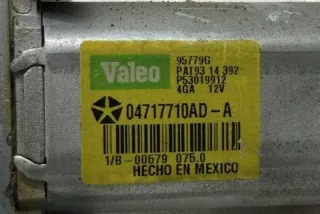 Valeo
95779G
PAT93 14 392
P53019912
4GA 12V
04717710AD-A
1/B-00579 075.0
HECHO EN MEXICO